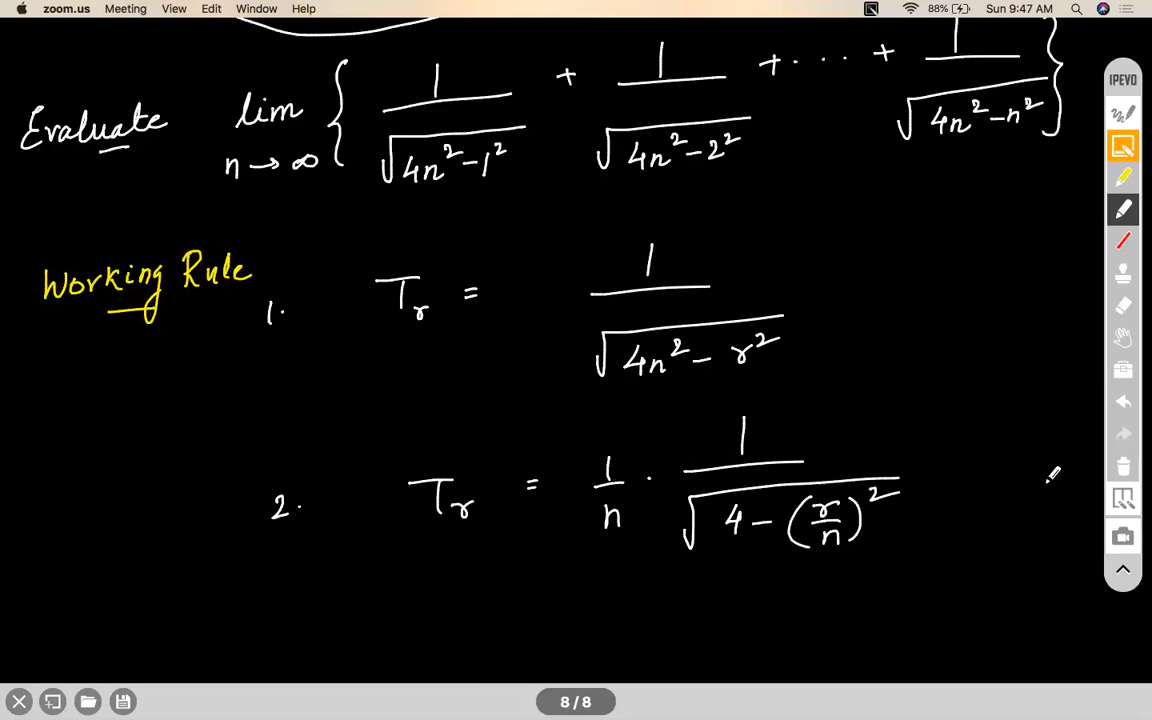 zoom.us Meeting View Edit Window Help 88% Sun 9:47 AM
IPEVO
Evaluate lim n→∞ { 1/√(4n²-1²) + 1/√(4n²-2²) + · · · + 1/√(4n²-n²) }
Working Rule
1. Tr = 1/√(4n²-r²)
2. Tr = 1/n · 1/√(4-(r/n)²)
8 / 8